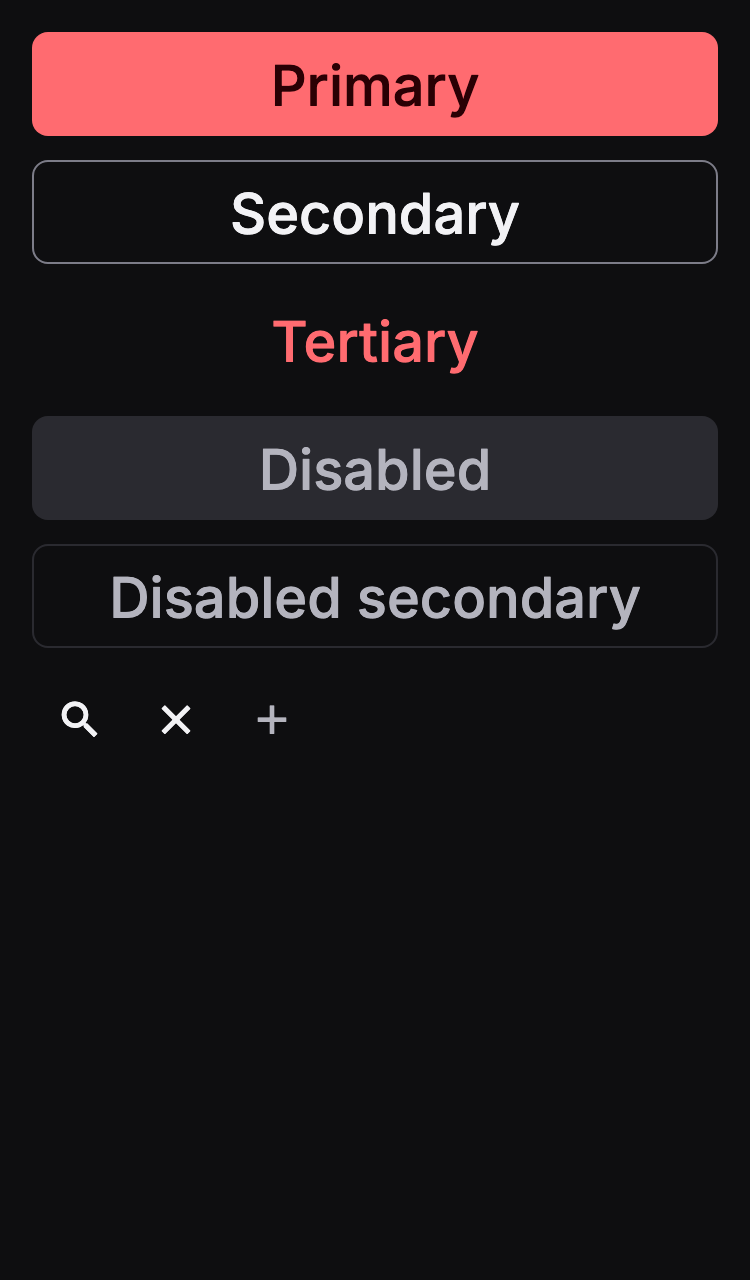 Primary
Secondary
Tertiary
Disabled
Disabled secondary